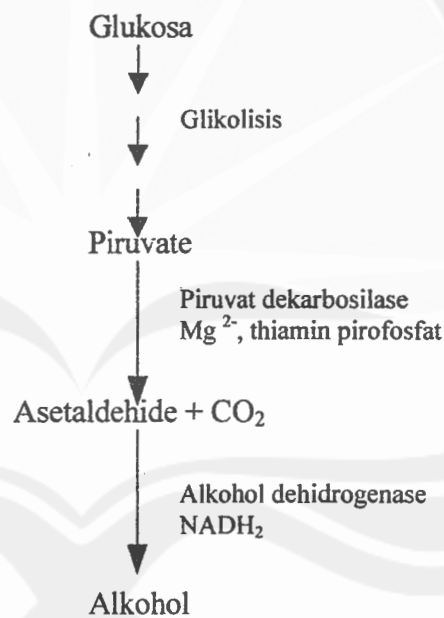 Glukosa
Glikolisis
Piruvate
Piruvat dekarbosilase
Mg ²⁻, thiamin pirofosfat
Asetaldehide + CO₂
Alkohol dehidrogenase
NADH₂
Alkohol